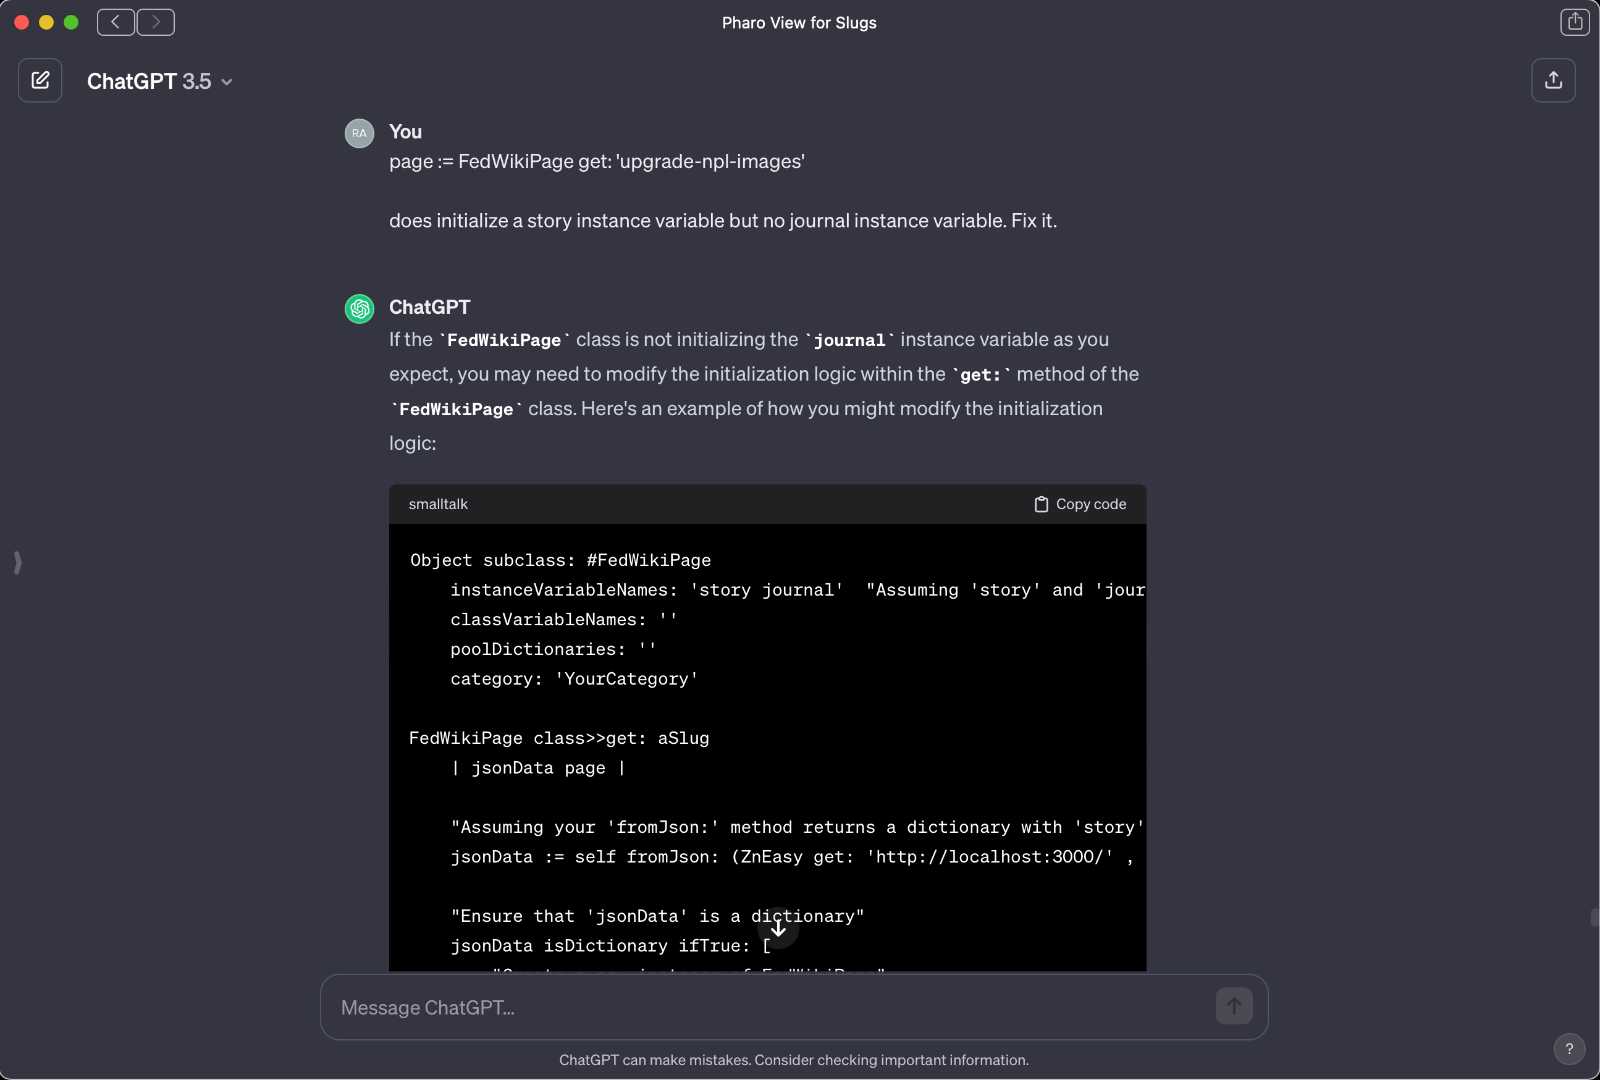 Pharo View for Slugs
ChatGPT 3.5
RA
You
page := FedWikiPage get: 'upgrade-npl-images'
does initialize a story instance variable but no journal instance variable. Fix it.
ChatGPT
If the `FedWikiPage` class is not initializing the `journal` instance variable as you
expect, you may need to modify the initialization logic within the `get:` method of the
`FedWikiPage` class. Here's an example of how you might modify the initialization
logic:
smalltalk
Copy code
Object subclass: #FedWikiPage
instanceVariableNames: 'story journal'  "Assuming 'story' and 'jour
classVariableNames: ''
poolDictionaries: ''
category: 'YourCategory'
FedWikiPage class>>get: aSlug
| jsonData page |
"Assuming your 'fromJson:' method returns a dictionary with 'story'
jsonData := self fromJson: (ZnEasy get: 'http://localhost:3000/' ,
"Ensure that 'jsonData' is a dictionary"
jsonData isDictionary ifTrue: [
Message ChatGPT...
ChatGPT can make mistakes. Consider checking important information.
?